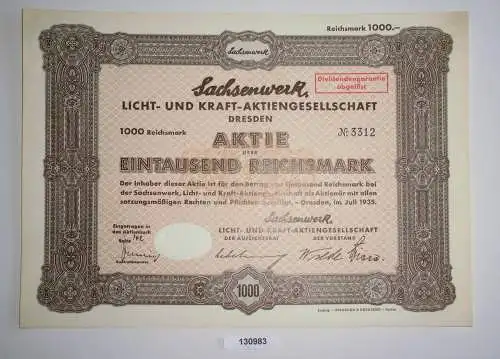 Reichsmark 1000.—
Sachsenwerk
Sachsenwerk,
Dividendengarantie
abgelöst
LICHT- UND KRAFT-AKTIENGESELLSCHAFT
DRESDEN
1000 Reichsmark
AKTIE
№ 3312
ÜBER
EINTAUSEND REICHSMARK
Der Inhaber dieser Aktie ist für den Betrag von Eintausend Reichsmark bei
der Sachsenwerk, Licht- und Kraft-Aktiengesellschaft als Aktionär mit allen
satzungsmäßigen Rechten und Pflichten beteiligt. – Dresden, im Juli 1935.
Sachsenwerk
Eingetragen in
das Aktienbuch
Seite
LICHT- UND KRAFT-AKTIENGESELLSCHAFT
DER AUFSICHTSRAT
DER VORSTAND
1000
130983